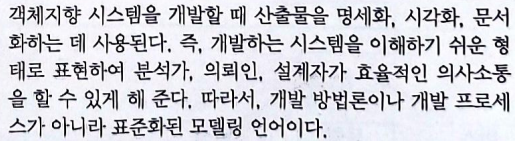 객체지향 시스템을 개발할 때 산출물을 명세화, 시각화, 문서
화하는 데 사용된다. 즉, 개발하는 시스템을 이해하기 쉬운 형
태로 표현하여 분석가, 의뢰인, 설계자가 효율적인 의사소통
을 할 수 있게 해 준다. 따라서, 개발 방법론이나 개발 프로세
스가 아니라 표준화된 모델링 언어이다.